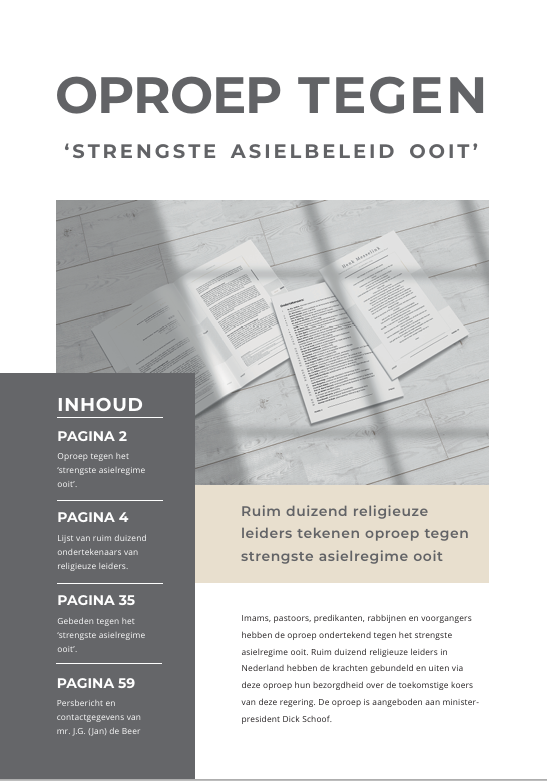 OPROEP TEGEN
‘STRENGSTE ASIELBELEID OOIT’
INHOUD
PAGINA 2
Oproep tegen het
‘strengste asielregime
ooit’.
PAGINA 4
Lijst van ruim duizend
ondertekenaars van
religieuze leiders.
PAGINA 35
Gebeden tegen het
‘strengste asielregime
ooit’.
PAGINA 59
Persbericht en
contactgegevens van
mr. J.G. (Jan) de Beer
Ruim duizend religieuze
leiders tekenen oproep tegen
strengste asielregime ooit
Imams, pastoors, predikanten, rabbijnen en voorgangers
hebben de oproep ondertekend tegen het strengste
asielregime ooit. Ruim duizend religieuze leiders in
Nederland hebben de krachten gebundeld en uiten via
deze oproep hun bezorgdheid over de toekomstige koers
van deze regering. De oproep is aangeboden aan minister-
president Dick Schoof.